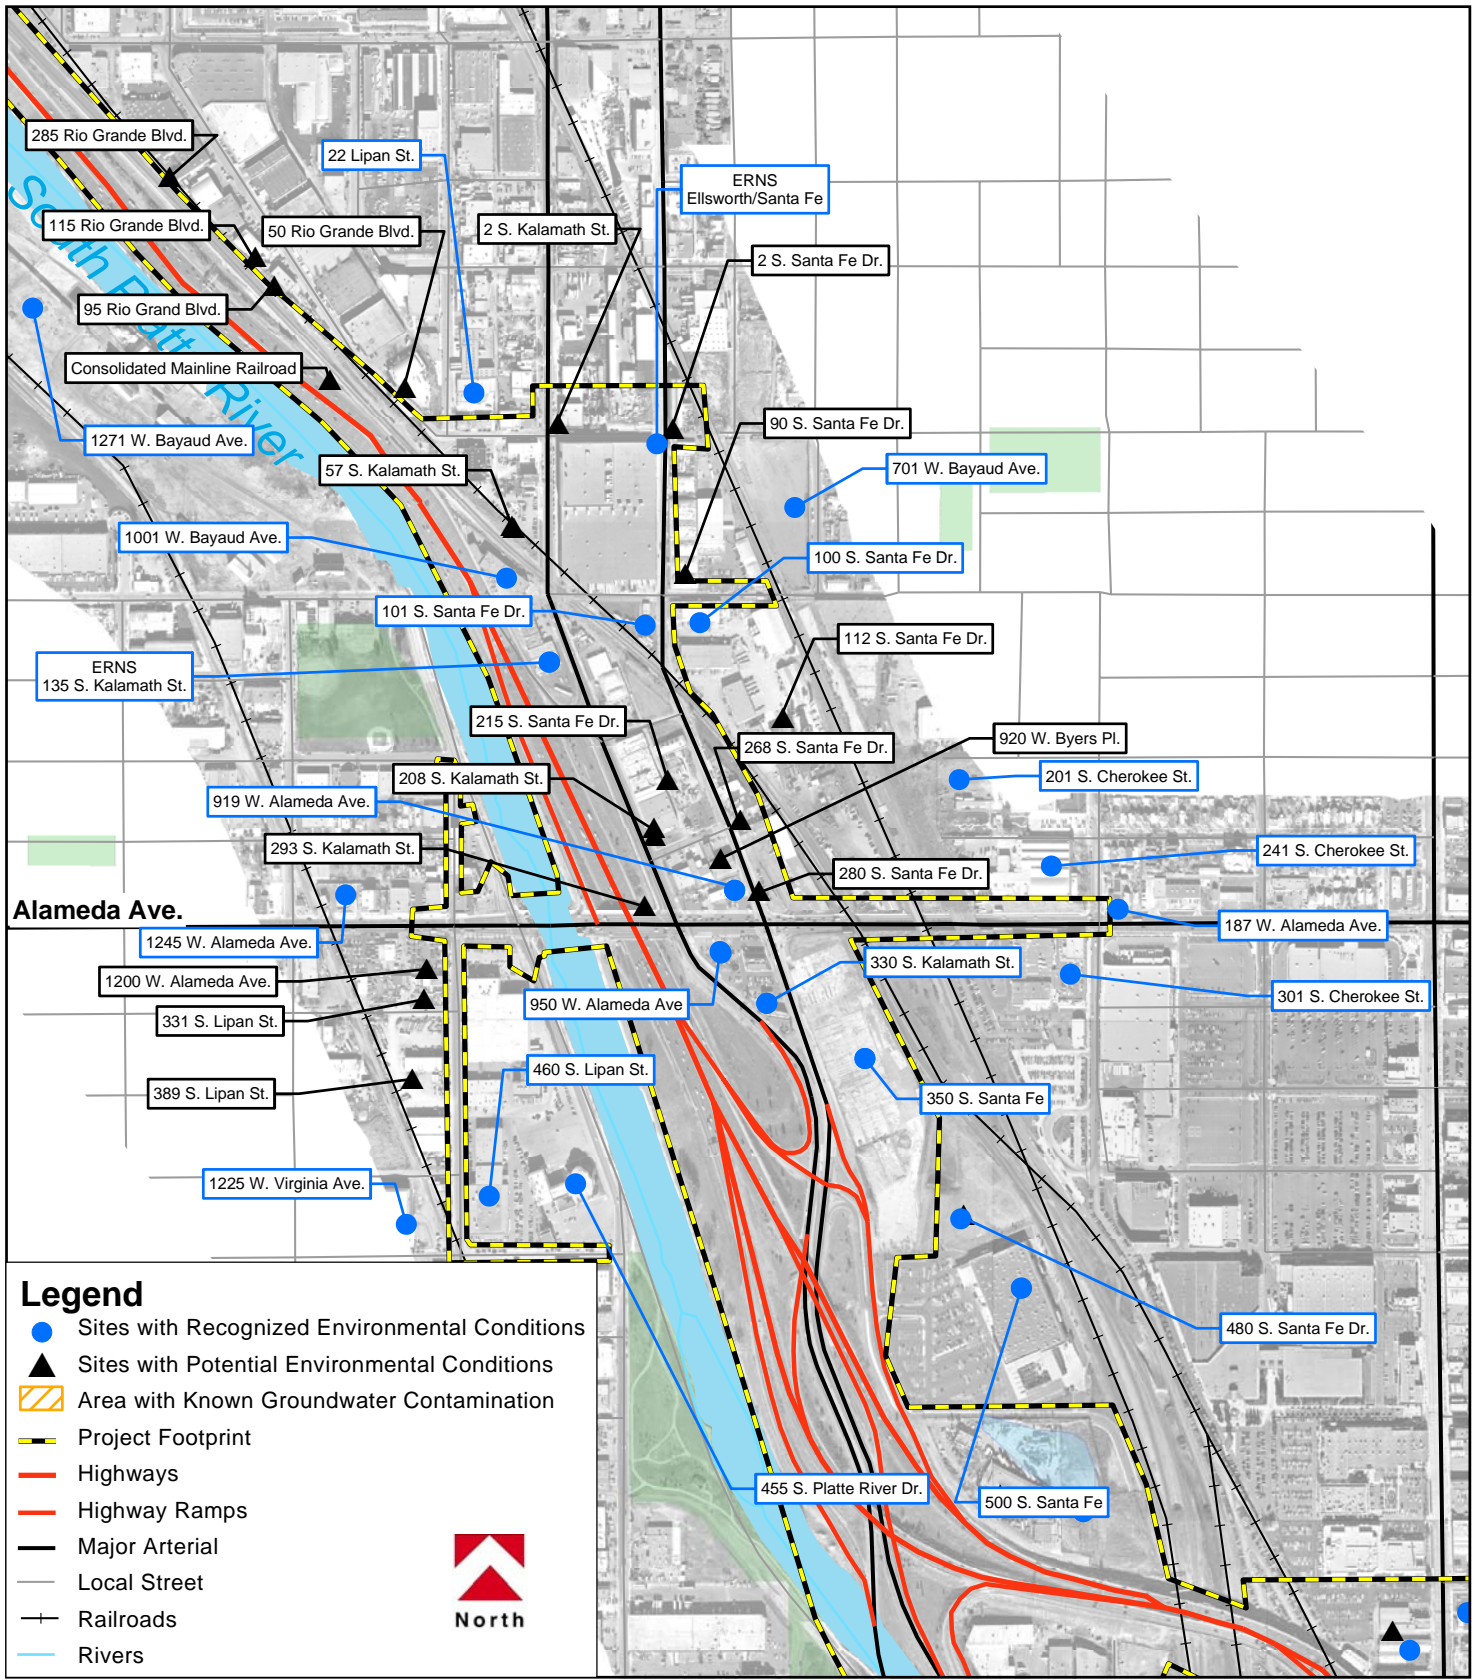 285 Rio Grande Blvd.
22 Lipan St.
ERNS
Ellsworth/Santa Fe
South Platte River
115 Rio Grande Blvd.
50 Rio Grande Blvd.
2 S. Kalamath St.
2 S. Santa Fe Dr.
95 Rio Grand Blvd.
Consolidated Mainline Railroad
1271 W. Bayaud Ave.
90 S. Santa Fe Dr.
57 S. Kalamath St.
701 W. Bayaud Ave.
1001 W. Bayaud Ave.
100 S. Santa Fe Dr.
101 S. Santa Fe Dr.
112 S. Santa Fe Dr.
ERNS
135 S. Kalamath St.
215 S. Santa Fe Dr.
920 W. Byers Pl.
268 S. Santa Fe Dr.
208 S. Kalamath St.
201 S. Cherokee St.
919 W. Alameda Ave.
293 S. Kalamath St.
241 S. Cherokee St.
280 S. Santa Fe Dr.
Alameda Ave.
187 W. Alameda Ave.
1245 W. Alameda Ave.
330 S. Kalamath St.
1200 W. Alameda Ave.
301 S. Cherokee St.
950 W. Alameda Ave
331 S. Lipan St.
460 S. Lipan St.
389 S. Lipan St.
350 S. Santa Fe
1225 W. Virginia Ave.
480 S. Santa Fe Dr.
455 S. Platte River Dr.
500 S. Santa Fe
Legend
Sites with Recognized Environmental Conditions
Sites with Potential Environmental Conditions
Area with Known Groundwater Contamination
Project Footprint
Highways
Highway Ramps
Major Arterial
Local Street
Railroads
Rivers
North